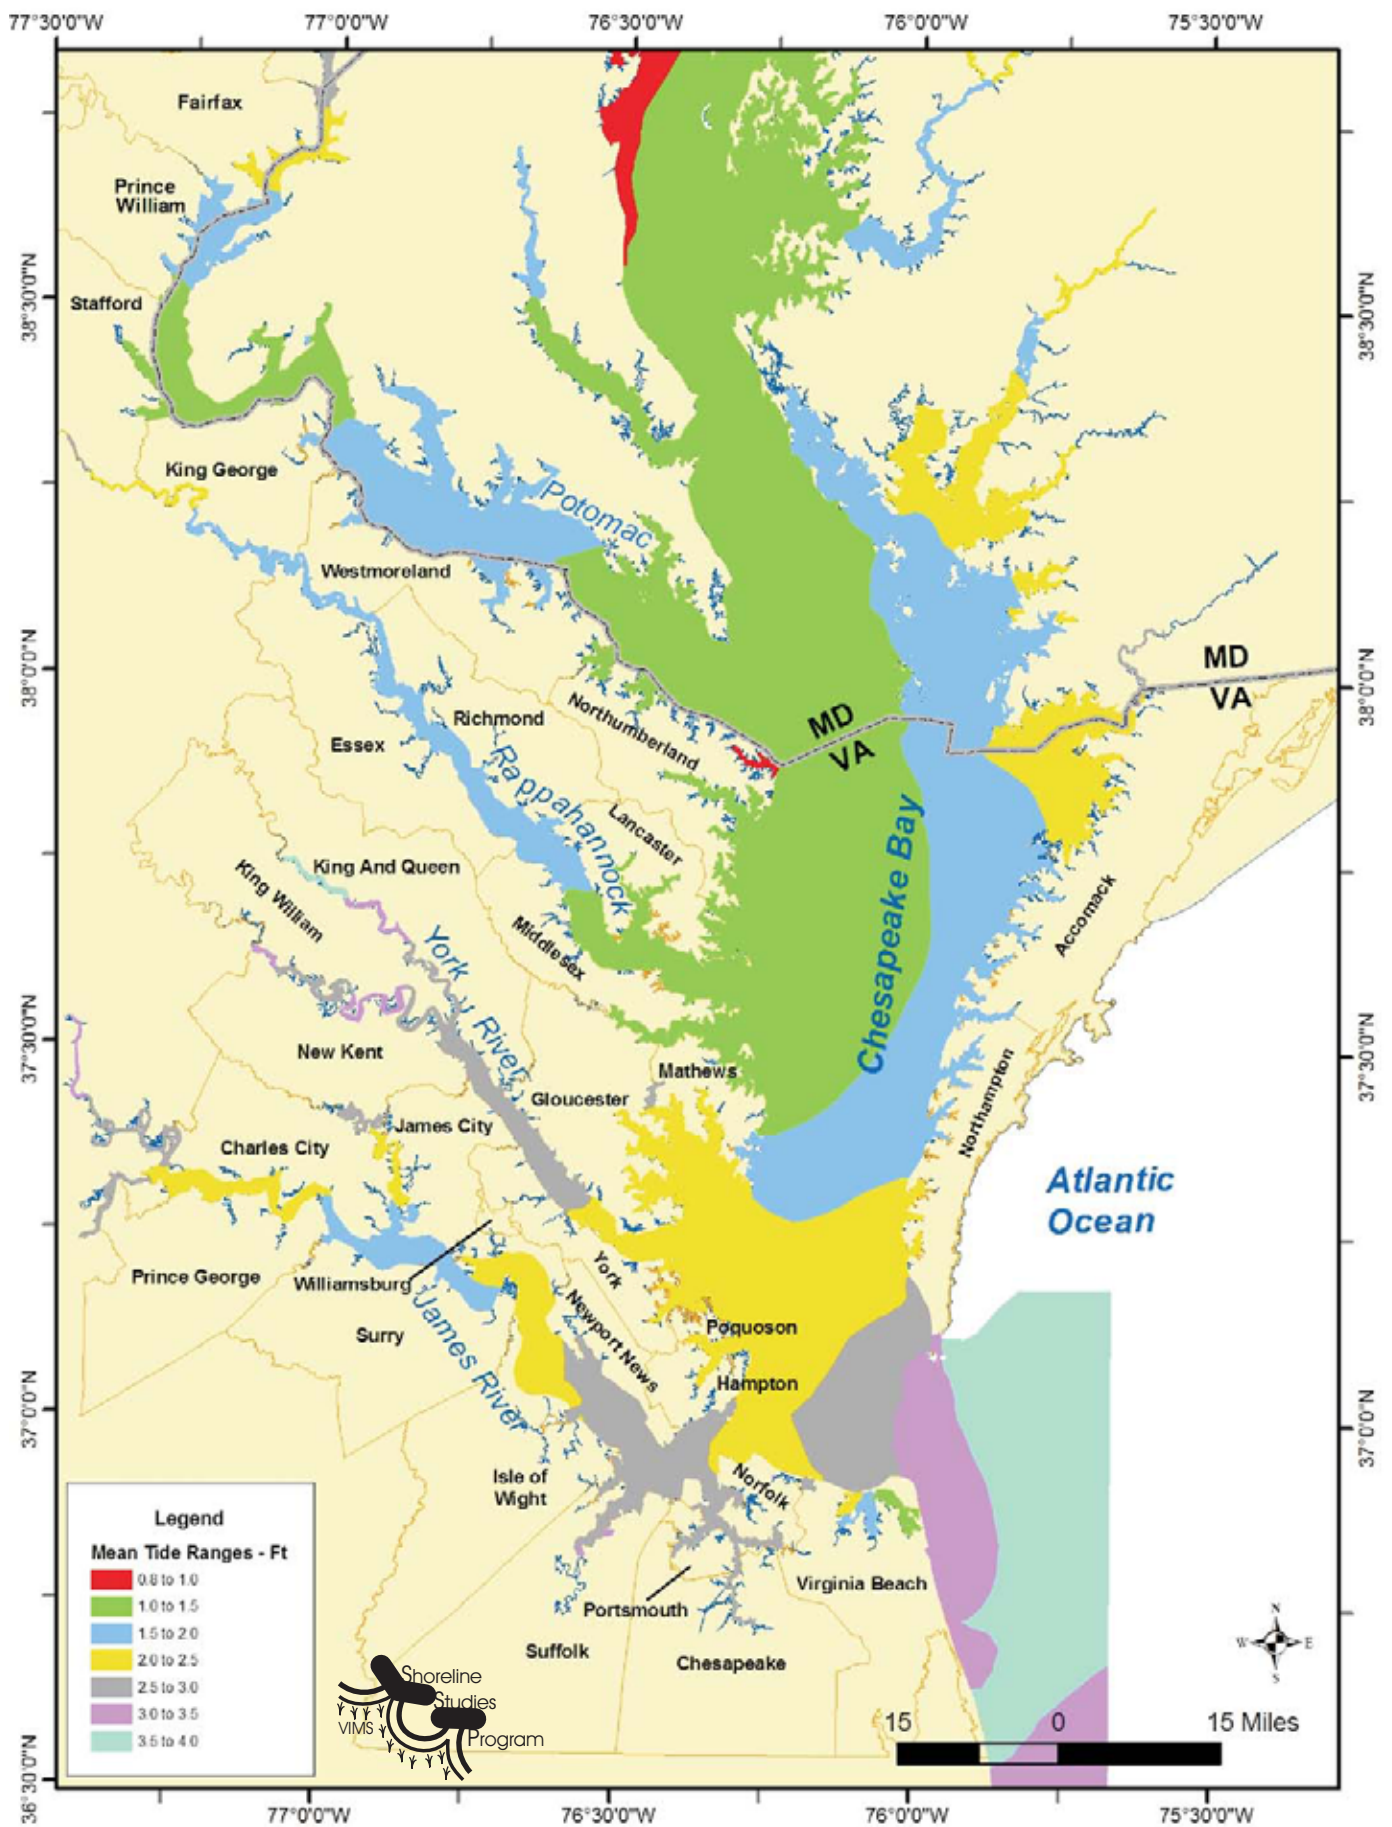 77°30'0"W 77°0'0"W 76°30'0"W 76°0'0"W 75°30'0"W
Fairfax
Prince
William
Stafford
38°30'0"N
38°30'0"N
King George
Potomac
Westmoreland
38°0'0"N
38°0'0"N
MD
VA
Richmond
Northumberland
Essex
MD
VA
Rappahannock
Lancaster
Chesapeake Bay
King And Queen
King William
Accomack
York River
Middlesex
37°30'0"N
37°30'0"N
New Kent
Mathews
Gloucester
Northampton
James City
Charles City
Atlantic
Ocean
Prince George
Williamsburg
York
James River
Newport News
Surry
Poquoson
Hampton
37°0'0"N
37°0'0"N
Isle of
Wight
Norfolk
Virginia Beach
Portsmouth
Suffolk
Chesapeake
Legend
Mean Tide Ranges - Ft
0.8 to 1.0
1.0 to 1.5
1.5 to 2.0
2.0 to 2.5
2.5 to 3.0
3.0 to 3.5
3.5 to 4.0
Shoreline
Studies
Program
VIMS
N
W E
S
15 0 15 Miles
36°30'0"N
77°0'0"W 76°30'0"W 76°0'0"W 75°30'0"W